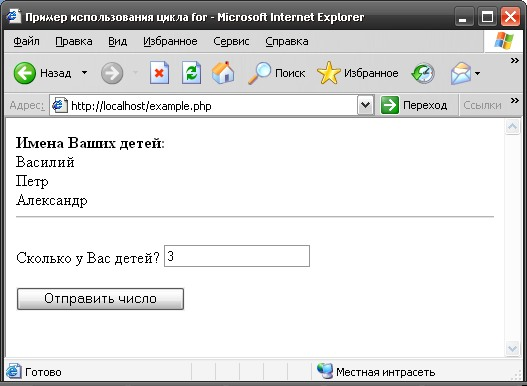 Пример использования цикла for - Microsoft Internet Explorer
Файл Правка Вид Избранное Сервис Справка
Назад Поиск Избранное
Адрес: http://localhost/example.php Переход Ссылки
Имена Ваших детей:
Василий
Петр
Александр
Сколько у Вас детей? 3
Отправить число
Готово Местная интрасеть